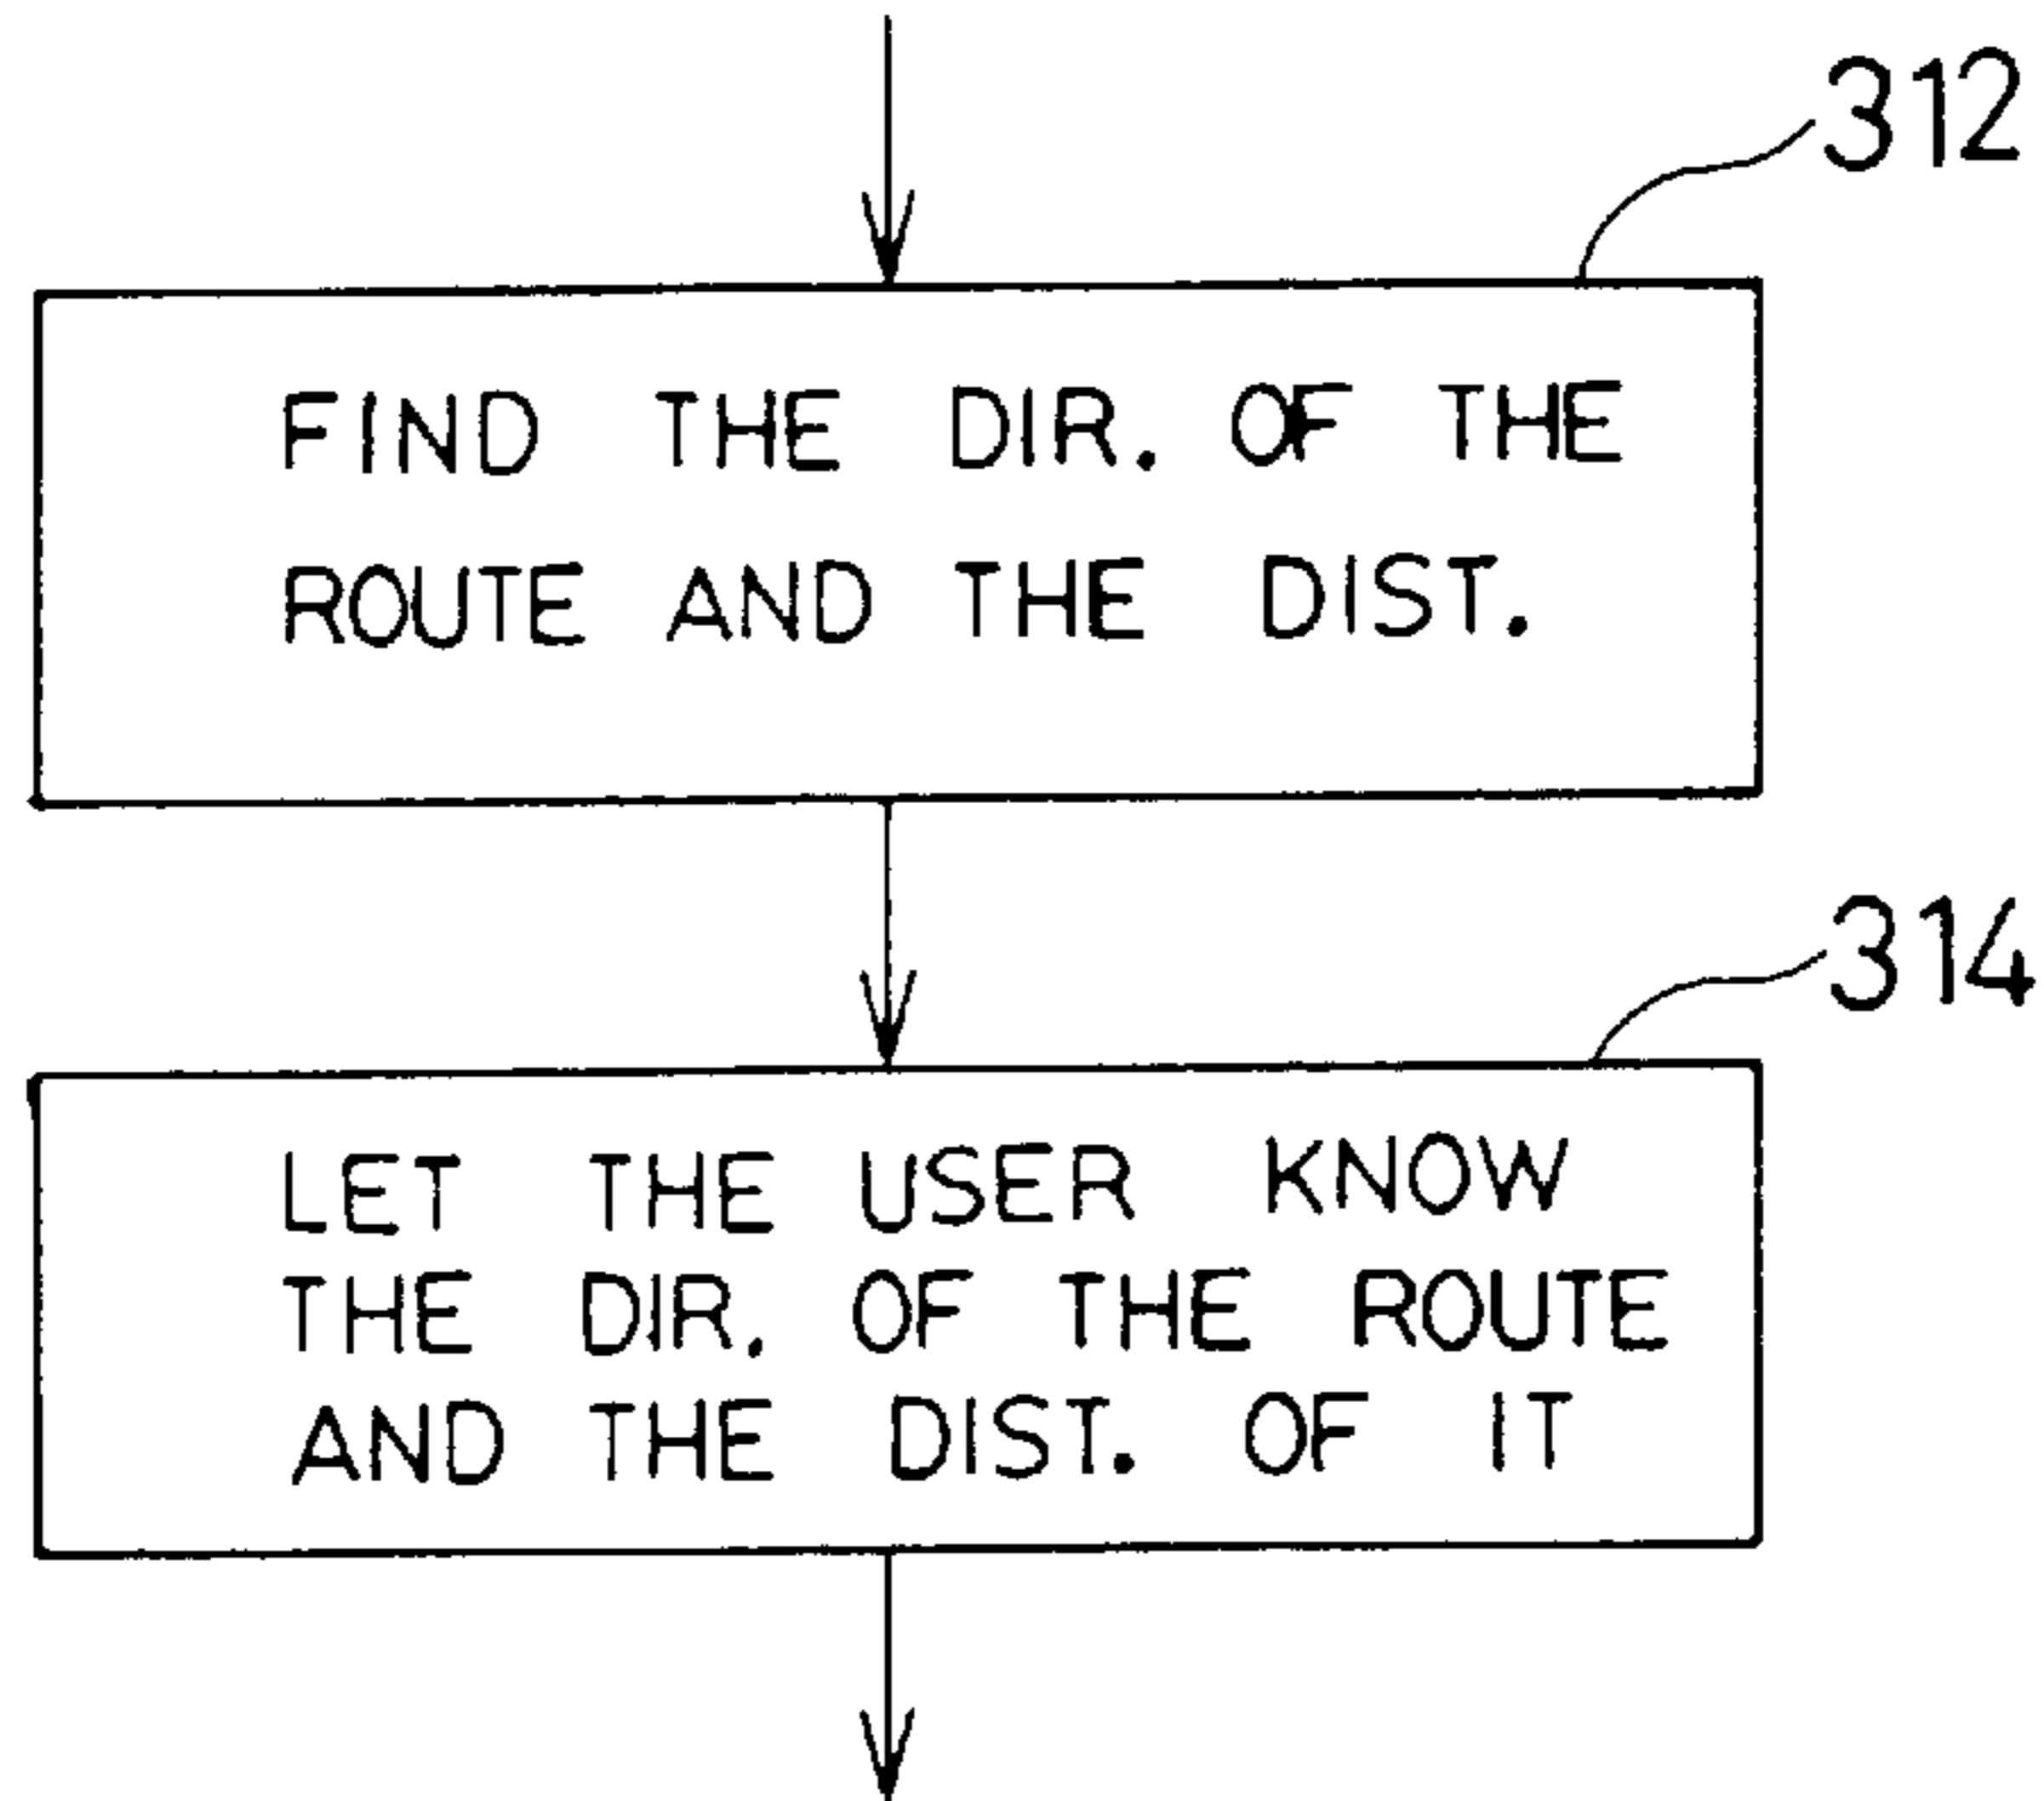 312
FIND THE DIR. OF THE
ROUTE AND THE DIST.
314
LET THE USER KNOW
THE DIR. OF THE ROUTE
AND THE DIST. OF IT